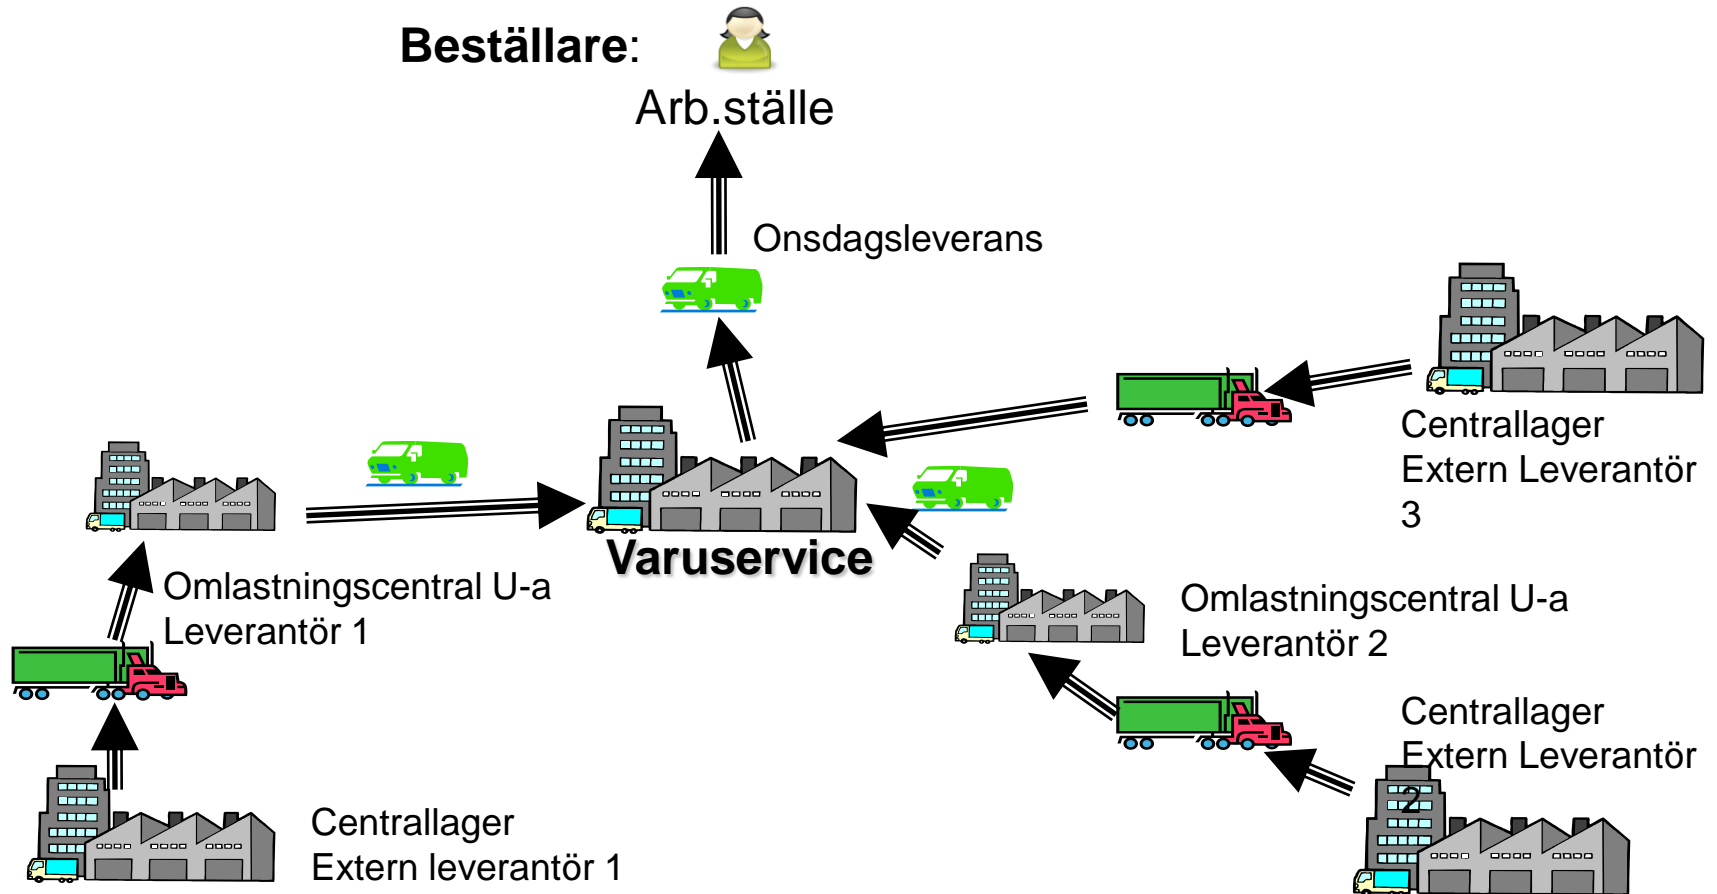 Beställare:
Arb.ställe
Onsdagsleverans
Centrallager
Extern Leverantör
3
Varuservice
Omlastningscentral U-a
Leverantör 1
Omlastningscentral U-a
Leverantör 2
Centrallager
Extern Leverantör
2
Centrallager
Extern leverantör 1